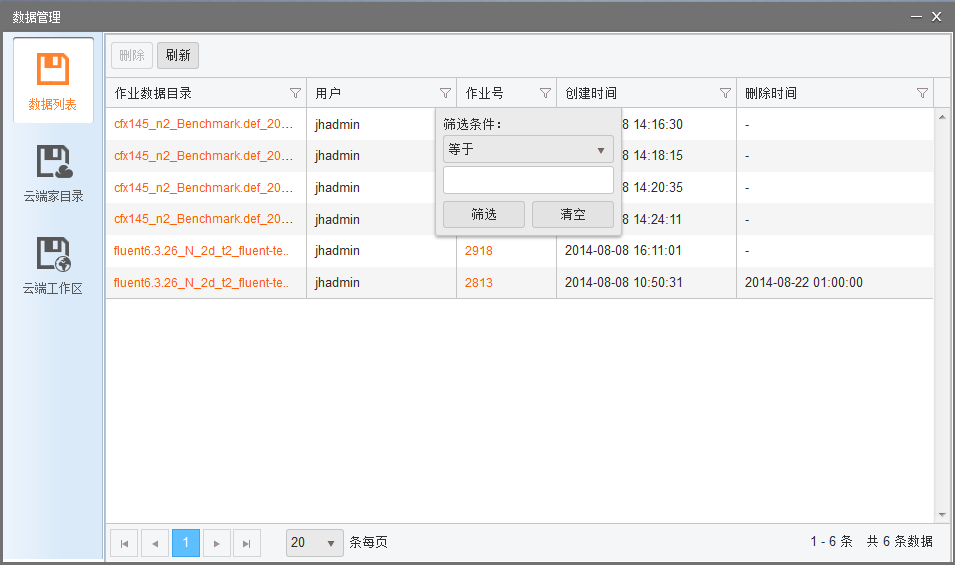 数据管理
删除 刷新
数据列表
云端家目录
云端工作区
作业数据目录 用户 作业号 创建时间 删除时间
cfx145_n2_Benchmark.def_20... jhadmin 8 14:16:30 -
cfx145_n2_Benchmark.def_20... jhadmin 8 14:18:15 -
cfx145_n2_Benchmark.def_20... jhadmin 8 14:20:35 -
cfx145_n2_Benchmark.def_20... jhadmin 8 14:24:11 -
fluent6.3.26_N_2d_t2_fluent-te.. jhadmin 2918 2014-08-08 16:11:01 -
fluent6.3.26_N_2d_t2_fluent-te.. jhadmin 2813 2014-08-08 10:50:31 2014-08-22 01:00:00
筛选条件：
等于
筛选 清空
1 20 条每页 1 - 6 条 共 6 条数据